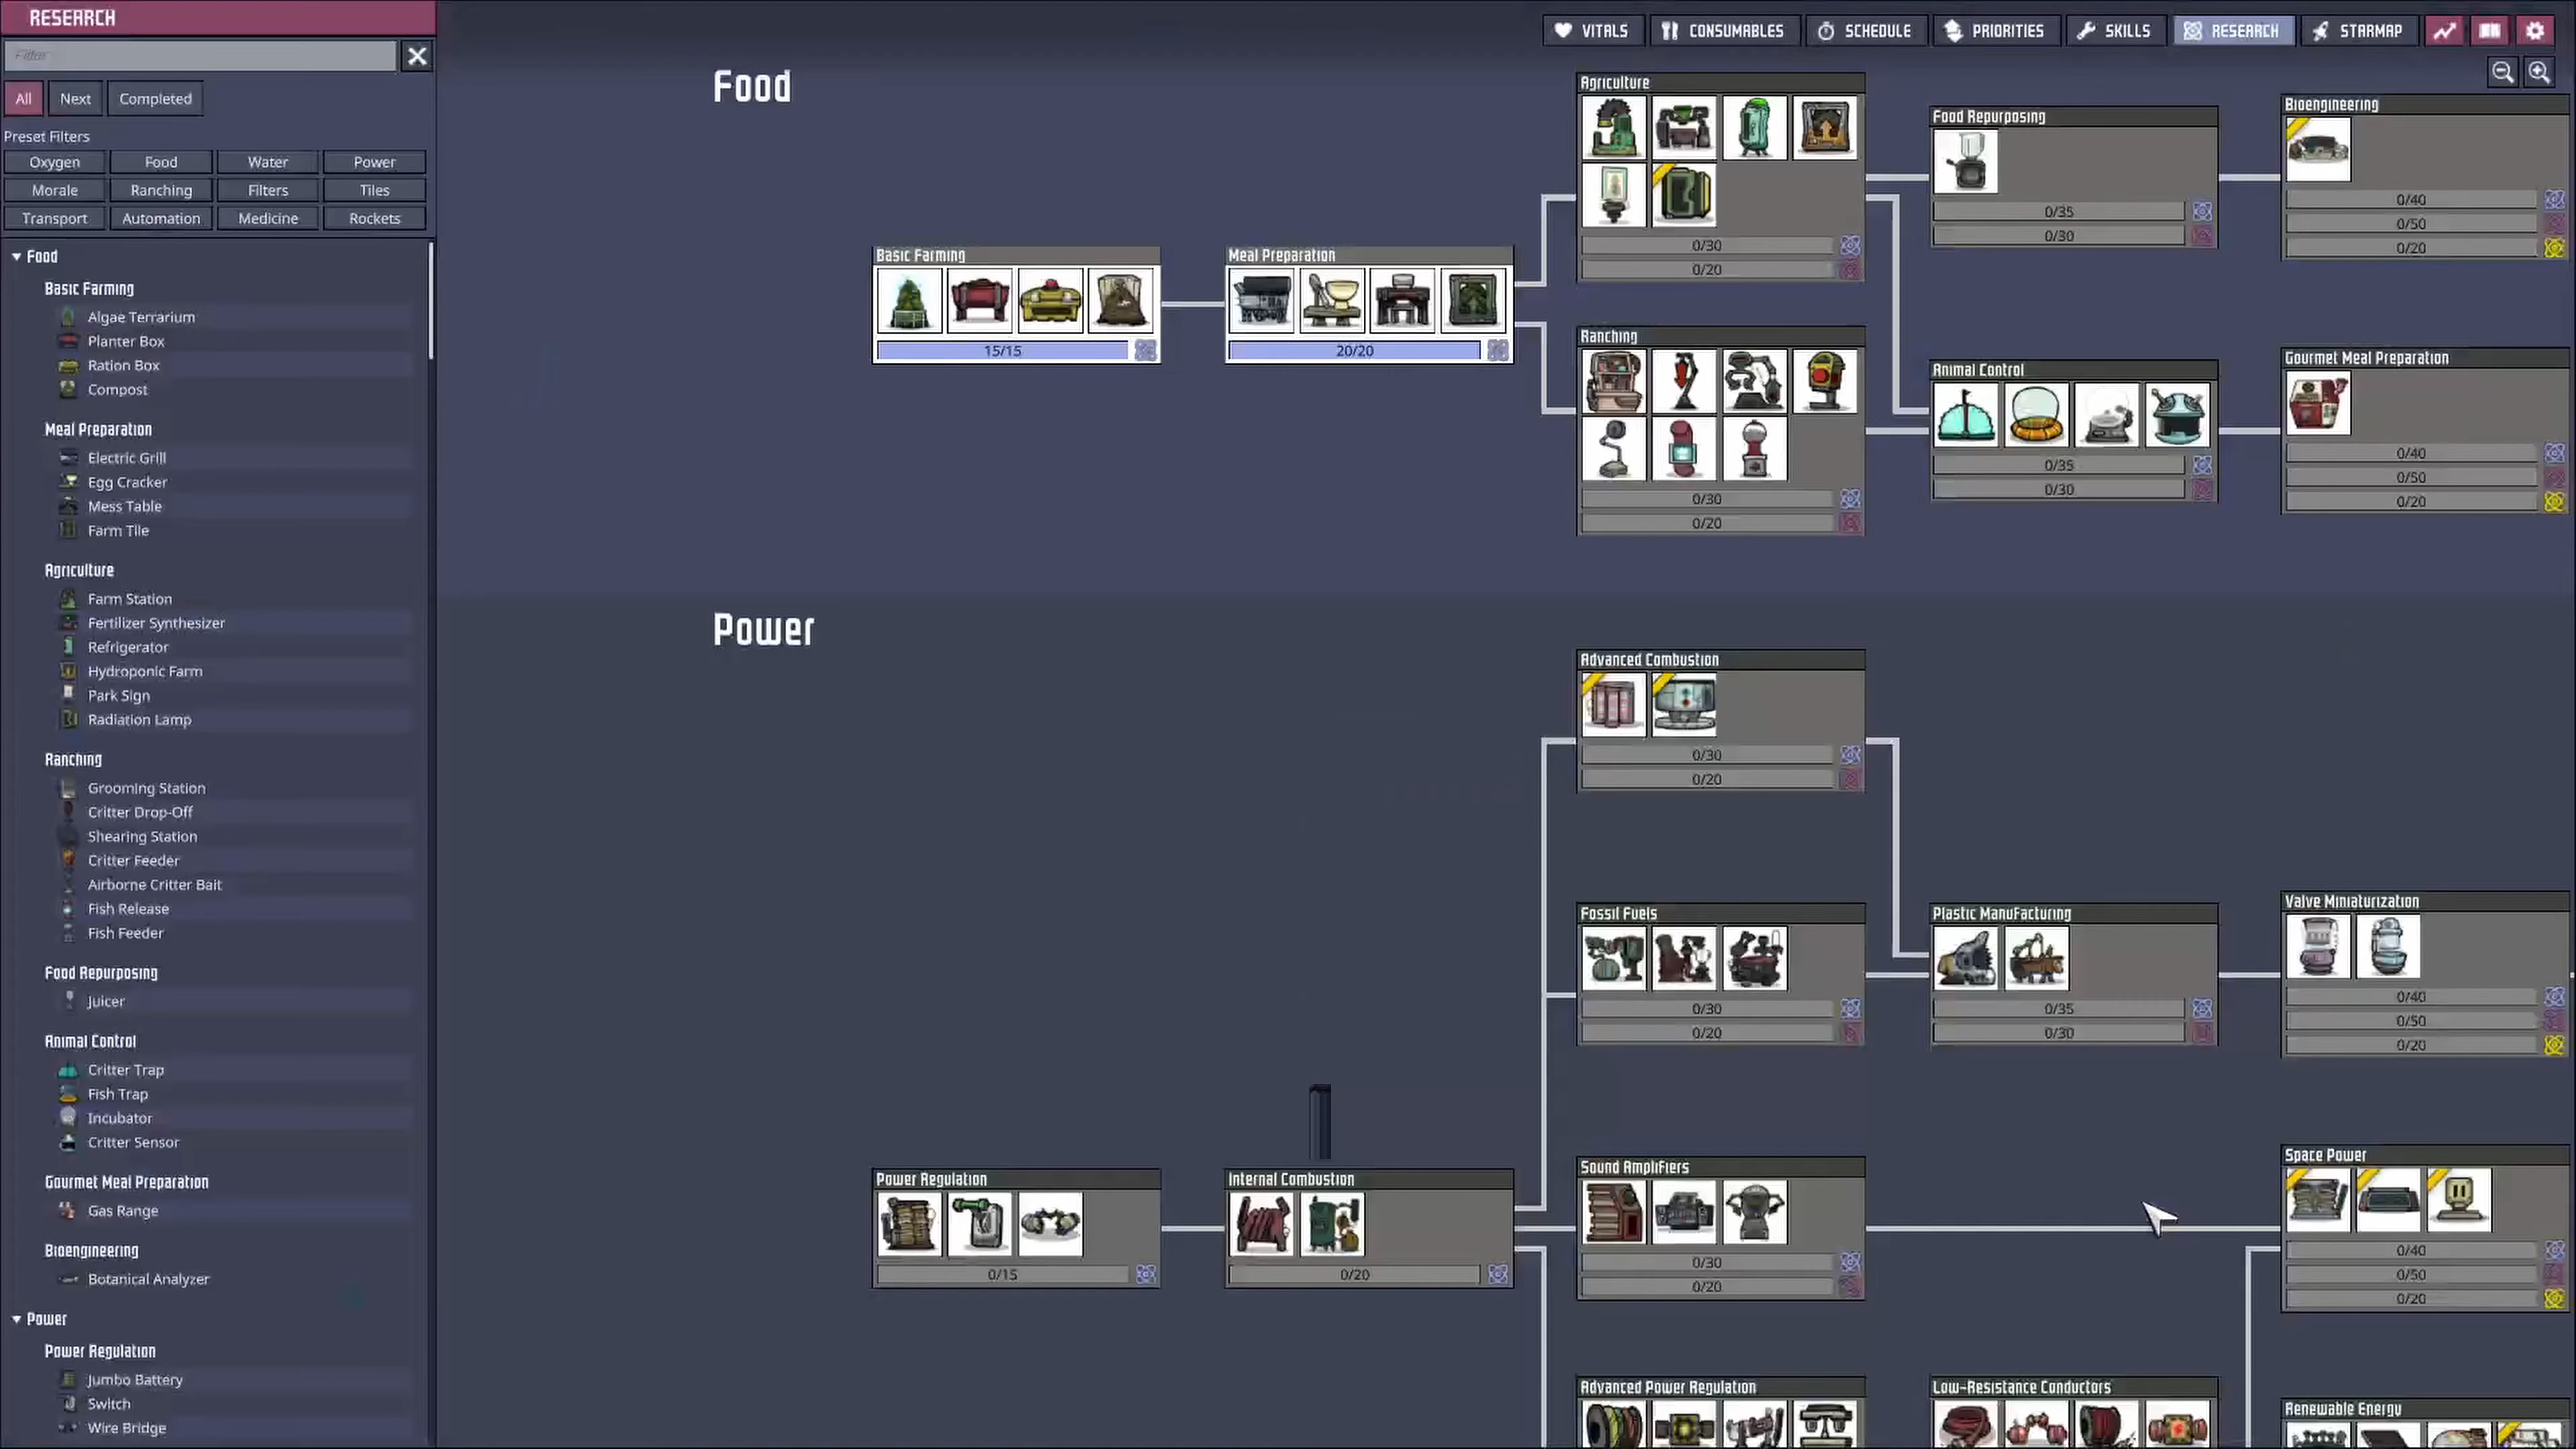 RESEARCH
VITALS
CONSUMABLES
SCHEDULE
PRIORITIES
SKILLS
RESEARCH
STARMAP
Filter
All
Next
Completed
Preset Filters
Oxygen
Food
Water
Power
Morale
Ranching
Filters
Tiles
Transport
Automation
Medicine
Rockets
Food
Basic Farming
Algae Terrarium
Planter Box
Ration Box
Compost
Meal Preparation
Electric Grill
Egg Cracker
Mess Table
Farm Tile
Agriculture
Farm Station
Fertilizer Synthesizer
Refrigerator
Hydroponic Farm
Park Sign
Radiation Lamp
Ranching
Grooming Station
Critter Drop-Off
Shearing Station
Critter Feeder
Airborne Critter Bait
Fish Release
Fish Feeder
Food Repurposing
Juicer
Animal Control
Critter Trap
Fish Trap
Incubator
Critter Sensor
Gourmet Meal Preparation
Gas Range
Bioengineering
Botanical Analyzer
Power
Power Regulation
Jumbo Battery
Switch
Wire Bridge
Food
Basic Farming
15/15
Meal Preparation
20/20
Agriculture
0/30
0/20
Food Repurposing
0/35
0/30
Bioengineering
0/40
0/50
0/20
Ranching
0/30
0/20
Animal Control
0/35
0/30
Gourmet Meal Preparation
0/40
0/50
0/20
Power
Advanced Combustion
0/30
0/20
Fossil Fuels
0/30
0/20
Plastic Manufacturing
0/35
0/30
Valve Miniaturization
0/40
0/50
0/20
Power Regulation
0/15
Internal Combustion
0/20
Sound Amplifiers
0/30
0/20
Space Power
0/40
0/50
0/20
Advanced Power Regulation
Low-Resistance Conductors
Renewable Energy